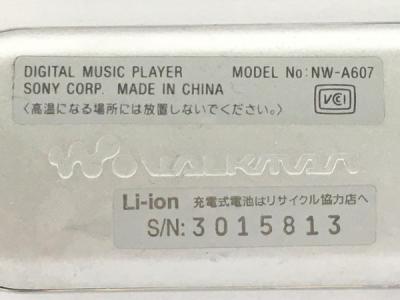 DIGITAL MUSIC PLAYER MODEL No: NW-A607
SONY CORP. MADE IN CHINA
VCI
〈高温になる場所には放置しないでください。〉
WALKMAN
Li-ion 充電式電池はリサイクル協力店へ
S/N: 3015813